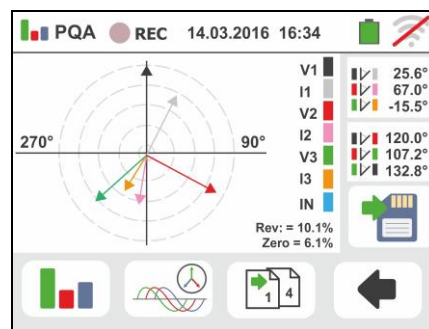 PQA REC 14.03.2016 16:34
270°
90°
V1
I1
V2
I2
V3
I3
IN
Rev: = 10.1%
Zero = 6.1%
25.6°
67.0°
-15.5°
120.0°
107.2°
132.8°
1 4